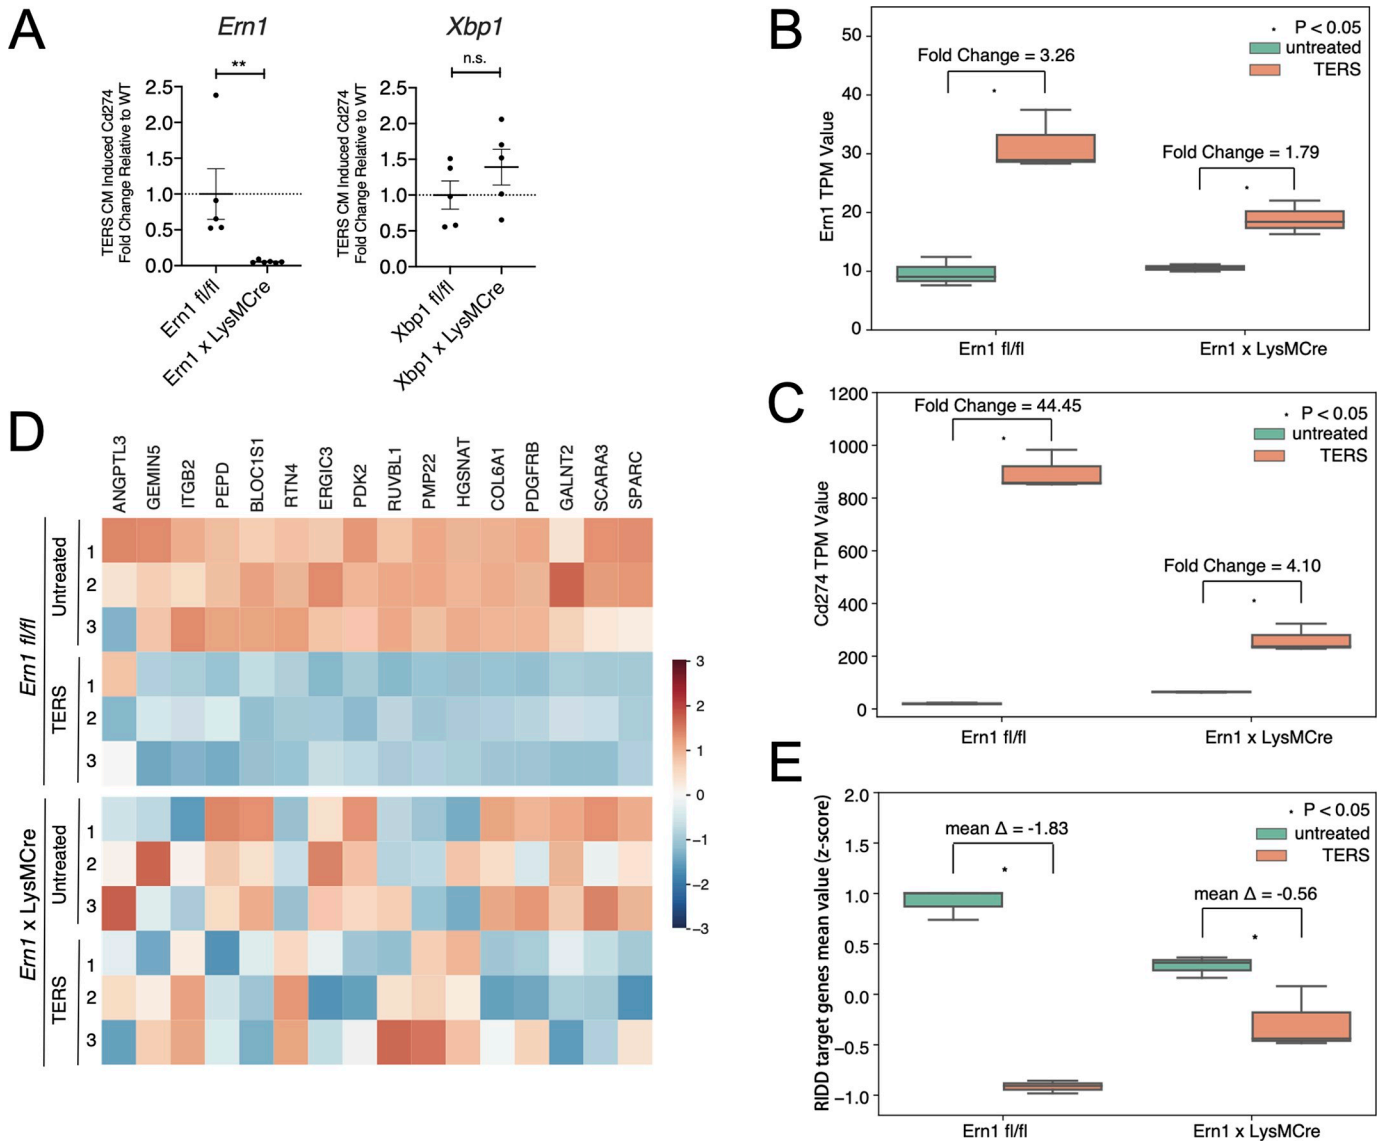 A
Ern1
Xbp1
**
n.s.
TERS CM Induced Cd274
Fold Change Relative to WT
2.5
2.0
1.5
1.0
0.5
0.0
Ern1 fl/fl
Ern1 x LysMCre
TERS CM Induced Cd274
Fold Change Relative to WT
2.5
2.0
1.5
1.0
0.5
0.0
Xbp1 fl/fl
Xbp1 x LysMCre
B
Ern1 TPM Value
50
40
30
20
10
0
Fold Change = 3.26
*
Fold Change = 1.79
*
* P < 0.05
untreated
TERS
Ern1 fl/fl
Ern1 x LysMCre
C
Cd274 TPM Value
1200
1000
800
600
400
200
0
Fold Change = 44.45
*
Fold Change = 4.10
*
* P < 0.05
untreated
TERS
Ern1 fl/fl
Ern1 x LysMCre
D
ANGPTL3
GEMIN5
ITGB2
PEPD
BLOC1S1
RTN4
ERGIC3
PDK2
RUVBL1
PMP22
HGSNAT
COL6A1
PDGFRB
GALNT2
SCARA3
SPARC
Ern1 fl/fl
Untreated
1
2
3
TERS
1
2
3
Ern1 x LysMCre
Untreated
1
2
3
TERS
1
2
3
3
2
1
0
−1
−2
−3
E
RIDD target genes mean value (z-score)
2.0
1.5
1.0
0.5
0.0
−0.5
−1.0
mean Δ = -1.83
*
mean Δ = -0.56
*
* P < 0.05
untreated
TERS
Ern1 fl/fl
Ern1 x LysMCre